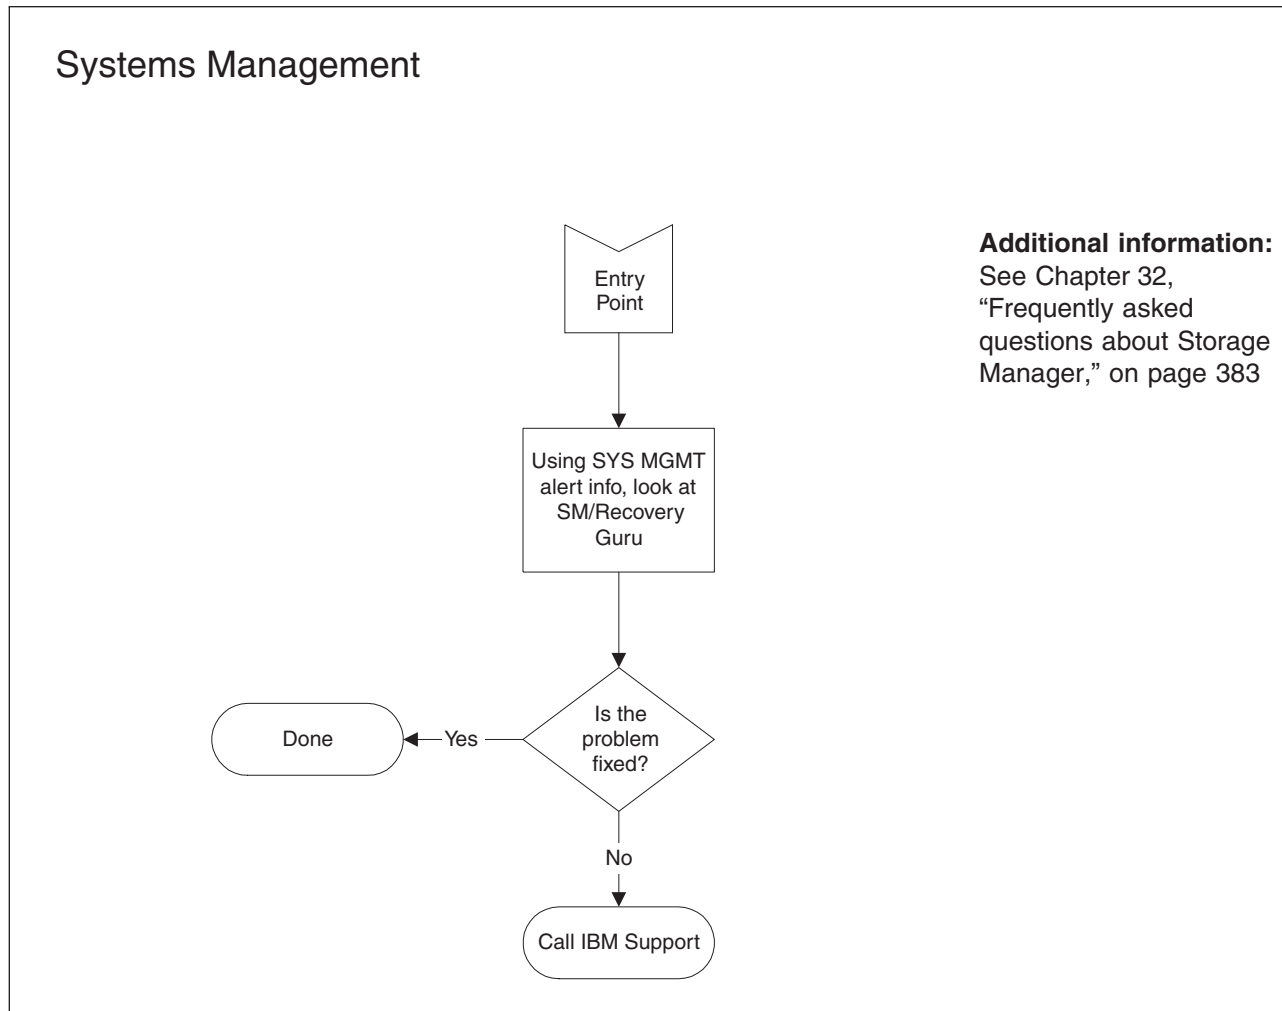 Systems Management
Entry
Point
Additional information:
See Chapter 32,
“Frequently asked
questions about Storage
Manager,” on page 383
Using SYS MGMT
alert info, look at
SM/Recovery
Guru
Is the
problem
fixed?
Yes
Done
No
Call IBM Support